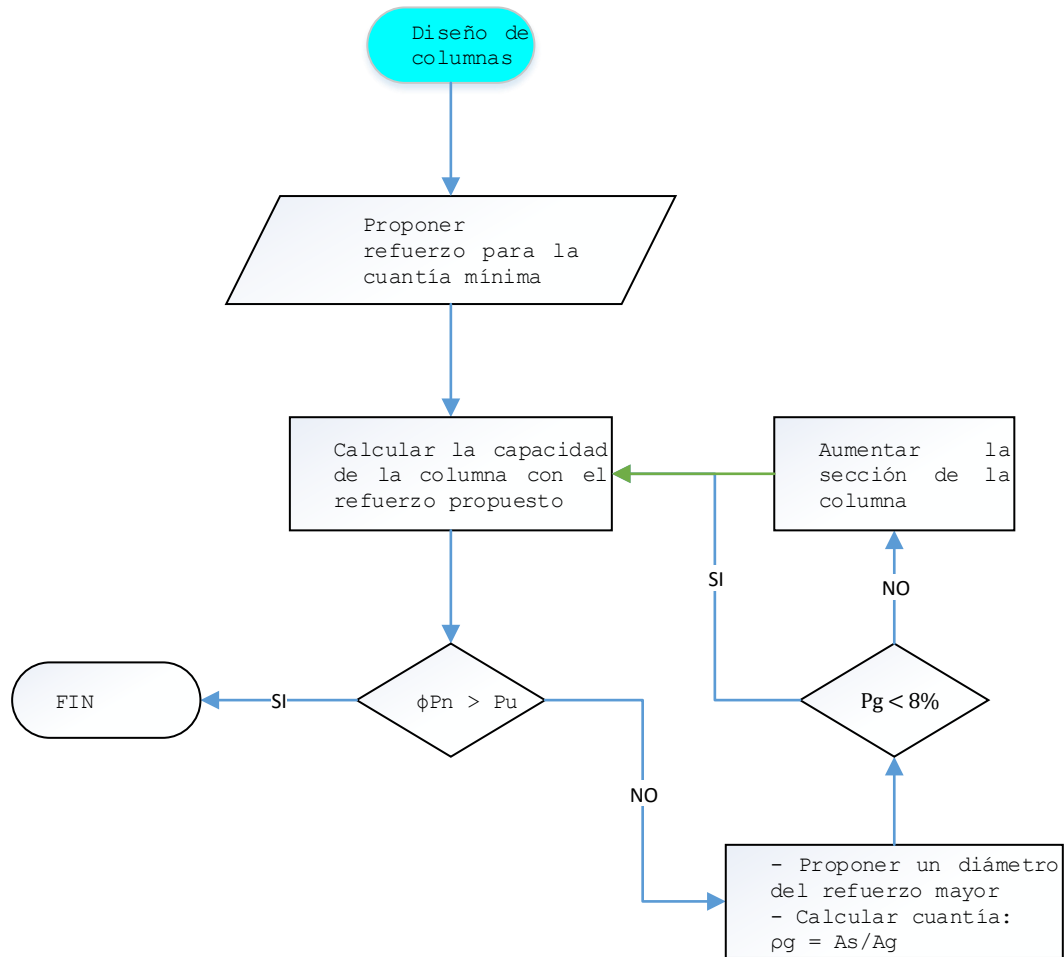 Diseño de
columnas
Proponer
refuerzo para la
cuantía mínima
Calcular la capacidad
de la columna con el
refuerzo propuesto
Aumentar la
sección de la
columna
SI
NO
FIN
SI
ϕPn > Pu
Pg < 8%
NO
- Proponer un diámetro
del refuerzo mayor
- Calcular cuantía:
ρg = As/Ag